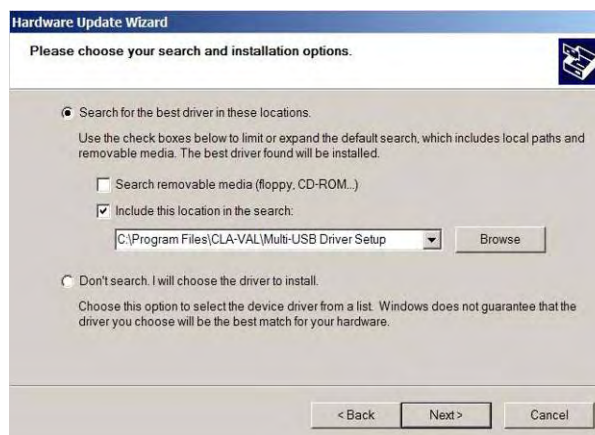 Hardware Update Wizard
Please choose your search and installation options.
Search for the best driver in these locations.
Use the check boxes below to limit or expand the default search, which includes local paths and
removable media. The best driver found will be installed.
Search removable media (floppy, CD-ROM...)
Include this location in the search:
C:\Program Files\CLA-VAL\Multi-USB Driver Setup
Browse
Don't search. I will choose the driver to install.
Choose this option to select the device driver from a list. Windows does not guarantee that the
driver you choose will be the best match for your hardware.
< Back Next > Cancel